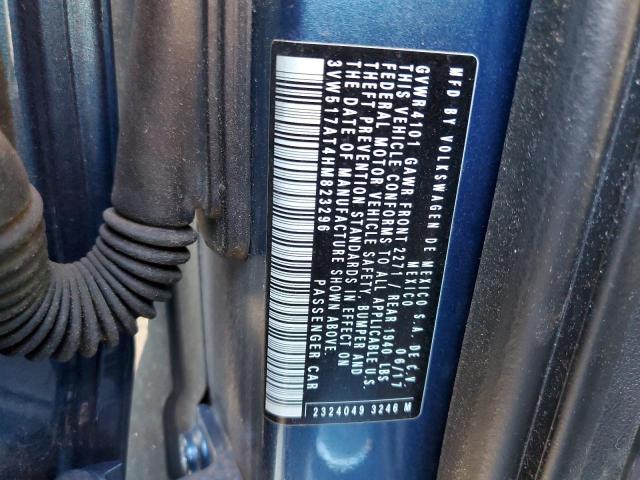 MFD BY VOLKSWAGEN DE MEXICO S.A. DE C.V
MEXICO 06/17
GVWR 4101 GAWR FRONT 2271 / REAR 1940 LBS
THIS VEHICLE CONFORMS TO ALL APPLICABLE U.S.
FEDERAL MOTOR VEHICLE SAFETY, BUMPER AND
THEFT PREVENTION STANDARDS IN EFFECT ON
THE DATE OF MANUFACTURE SHOWN ABOVE.
3VW517AT4HM823296 PASSENGER CAR
2324049 3246 M